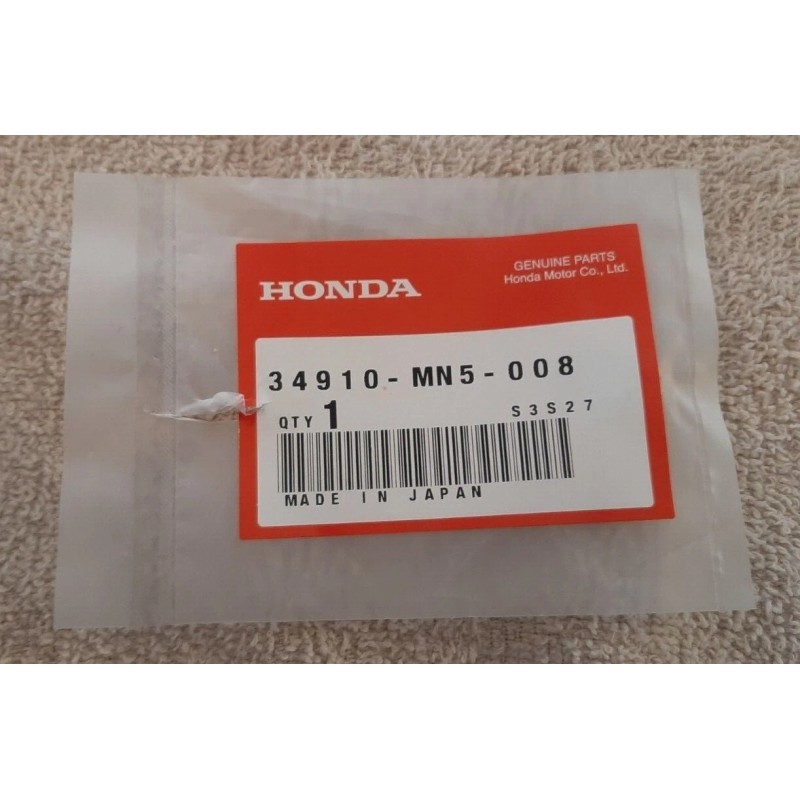 HONDA
GENUINE PARTS
Honda Motor Co., Ltd.
34910-MN5-008
QTY 1 S3S27
MADE IN JAPAN